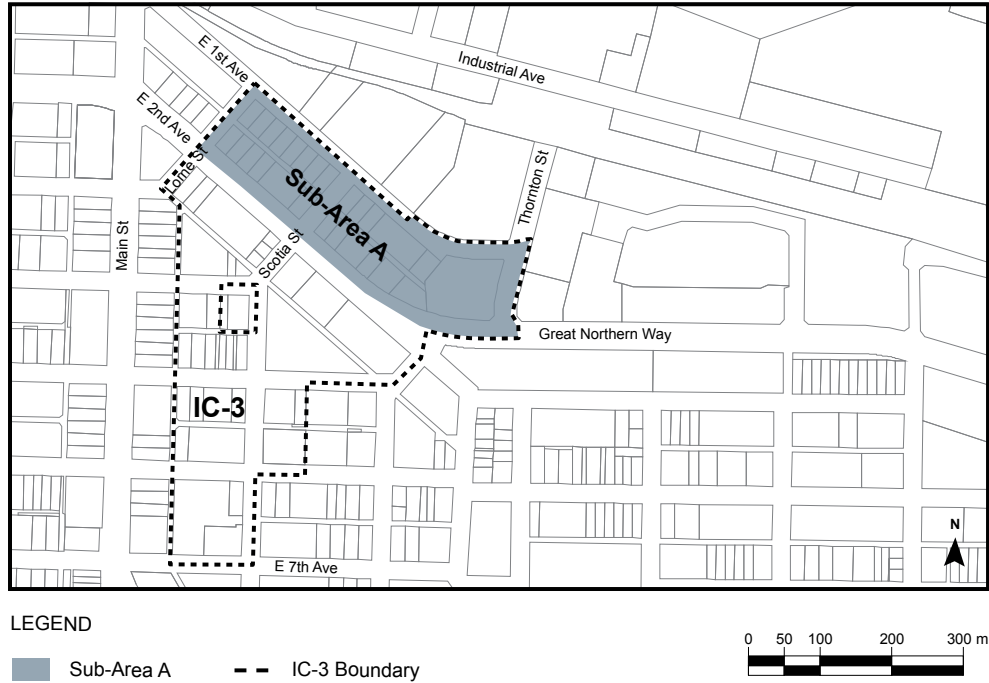 E 1st Ave
Industrial Ave
E 2nd Ave
Lorne St
Thornton St
Sub-Area A
Main St
Scotia St
Great Northern Way
IC-3
N
E 7th Ave
LEGEND
Sub-Area A
IC-3 Boundary
0 50 100 200 300 m